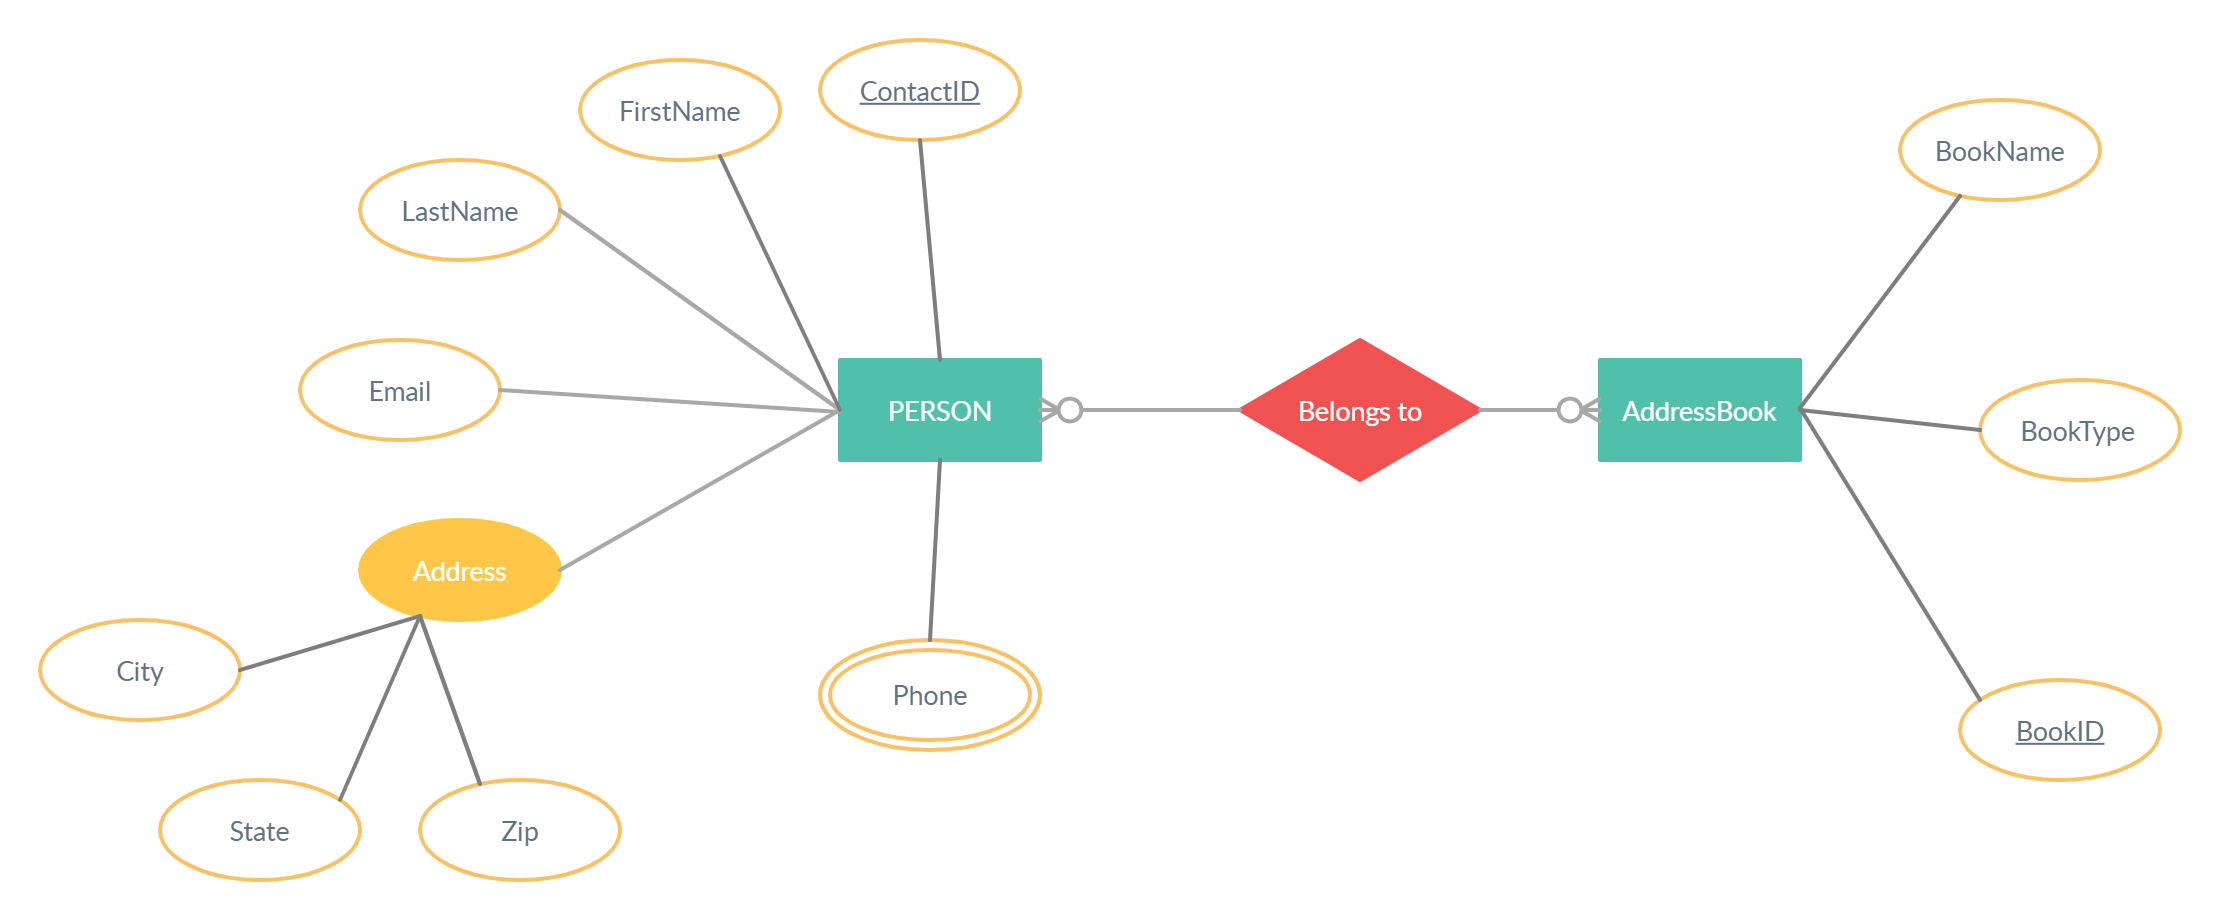 ContactID
FirstName
BookName
LastName
Email
PERSON
Belongs to
AddressBook
BookType
Address
City
Phone
BookID
State
Zip